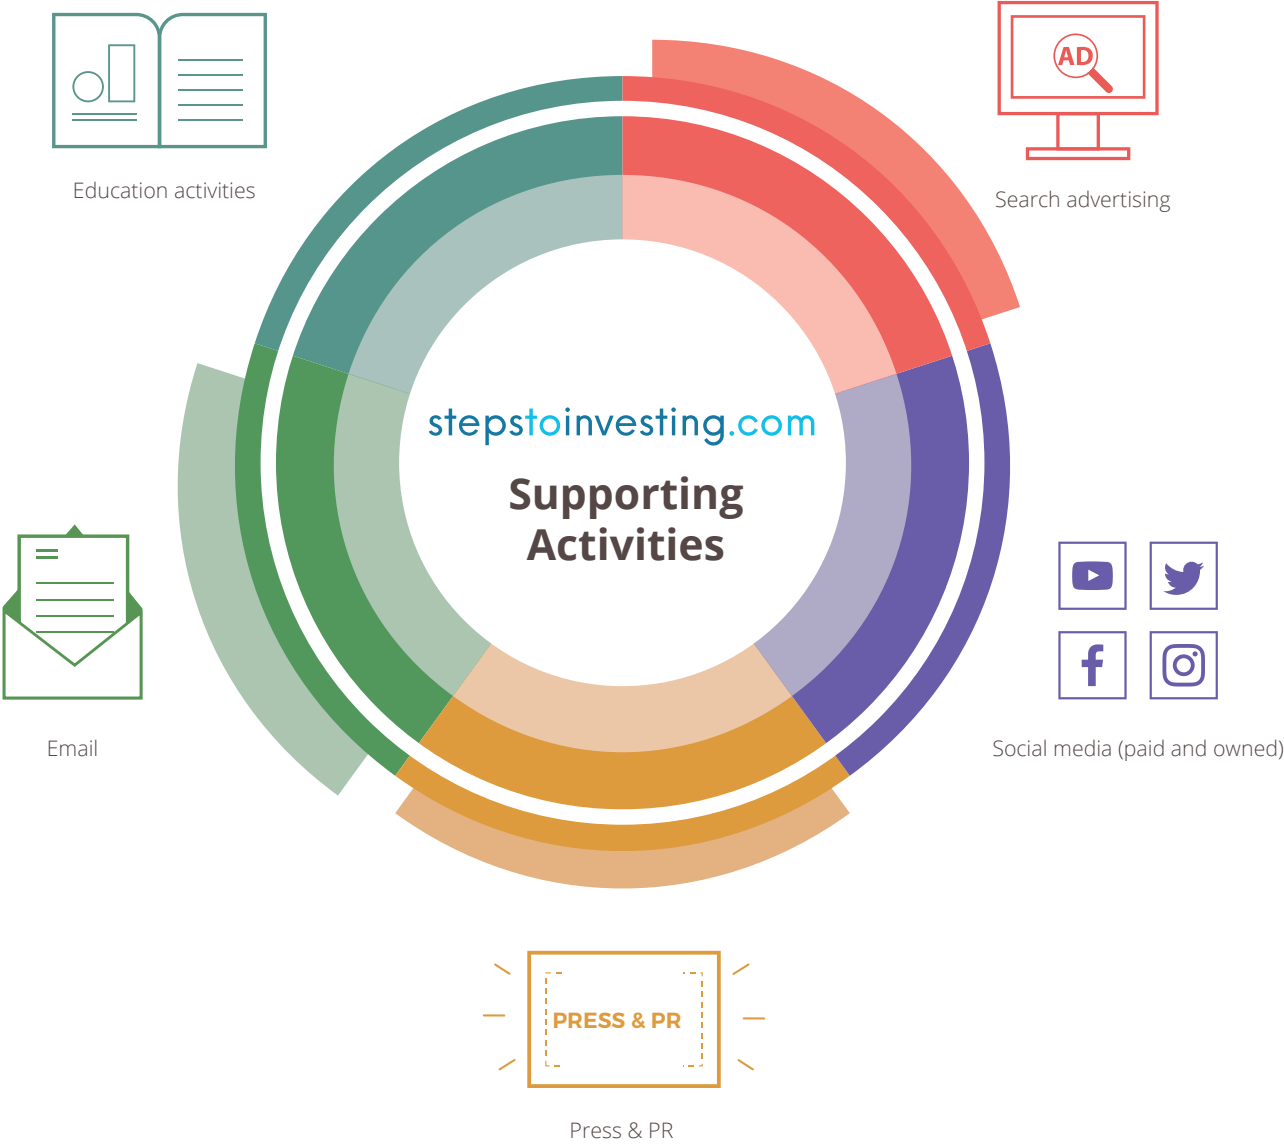 AD
Education activities
Search advertising
stepstoinvesting.com
Supporting
Activities
Email
Social media (paid and owned)
PRESS & PR
Press & PR